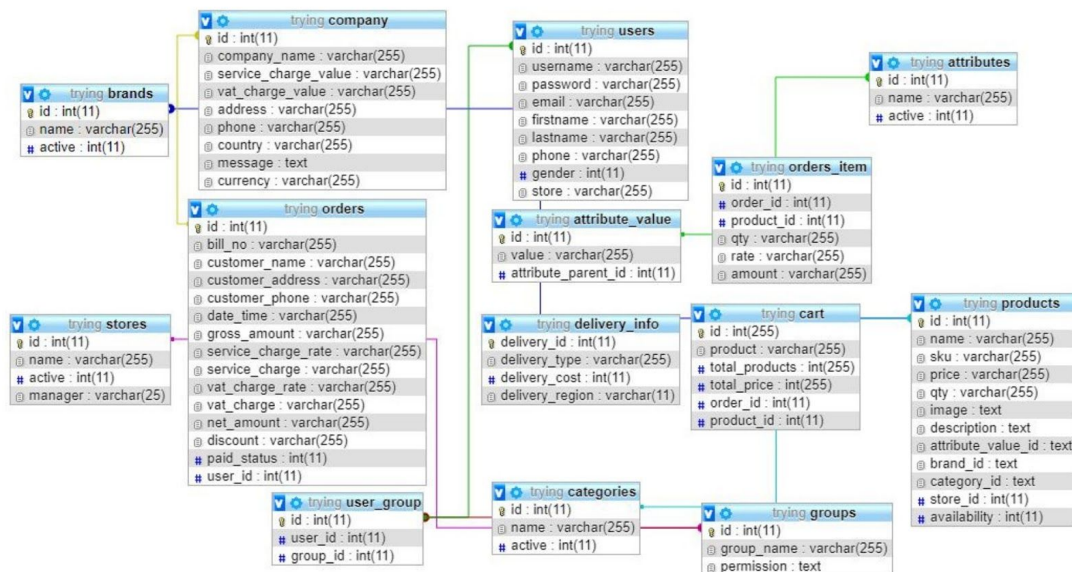 trying company
id : int(11)
company_name : varchar(255)
service_charge_value : varchar(255)
vat_charge_value : varchar(255)
address : varchar(255)
phone : varchar(255)
country : varchar(255)
message : text
currency : varchar(255)
trying users
id : int(11)
username : varchar(255)
password : varchar(255)
email : varchar(255)
firstname : varchar(255)
lastname : varchar(255)
phone : varchar(255)
# gender : int(11)
store : varchar(255)
trying attributes
id : int(11)
name : varchar(255)
# active : int(11)
trying brands
id : int(11)
name : varchar(255)
# active : int(11)
trying orders_item
id : int(11)
# order_id : int(11)
# product_id : int(11)
qty : varchar(255)
rate : varchar(255)
amount : varchar(255)
trying orders
id : int(11)
bill_no : varchar(255)
customer_name : varchar(255)
customer_address : varchar(255)
customer_phone : varchar(255)
date_time : varchar(255)
gross_amount : varchar(255)
service_charge_rate : varchar(255)
service_charge : varchar(255)
vat_charge_rate : varchar(255)
vat_charge : varchar(255)
net_amount : varchar(255)
discount : varchar(255)
# paid_status : int(11)
# user_id : int(11)
trying attribute_value
id : int(11)
value : varchar(255)
# attribute_parent_id : int(11)
trying stores
id : int(11)
name : varchar(255)
# active : int(11)
manager : varchar(25)
trying delivery_info
delivery_id : int(11)
delivery_type : varchar(255)
# delivery_cost : int(11)
delivery_region : varchar(11)
trying cart
id : int(255)
product : varchar(255)
# total_products : int(255)
# total_price : int(255)
# order_id : int(11)
# product_id : int(11)
trying products
id : int(11)
name : varchar(255)
sku : varchar(255)
price : varchar(255)
qty : varchar(255)
image : text
description : text
attribute_value_id : text
brand_id : text
category_id : text
# store_id : int(11)
# availability : int(11)
trying user_group
id : int(11)
# user_id : int(11)
# group_id : int(11)
trying categories
id : int(11)
name : varchar(255)
# active : int(11)
trying groups
id : int(11)
group_name : varchar(255)
permission : text